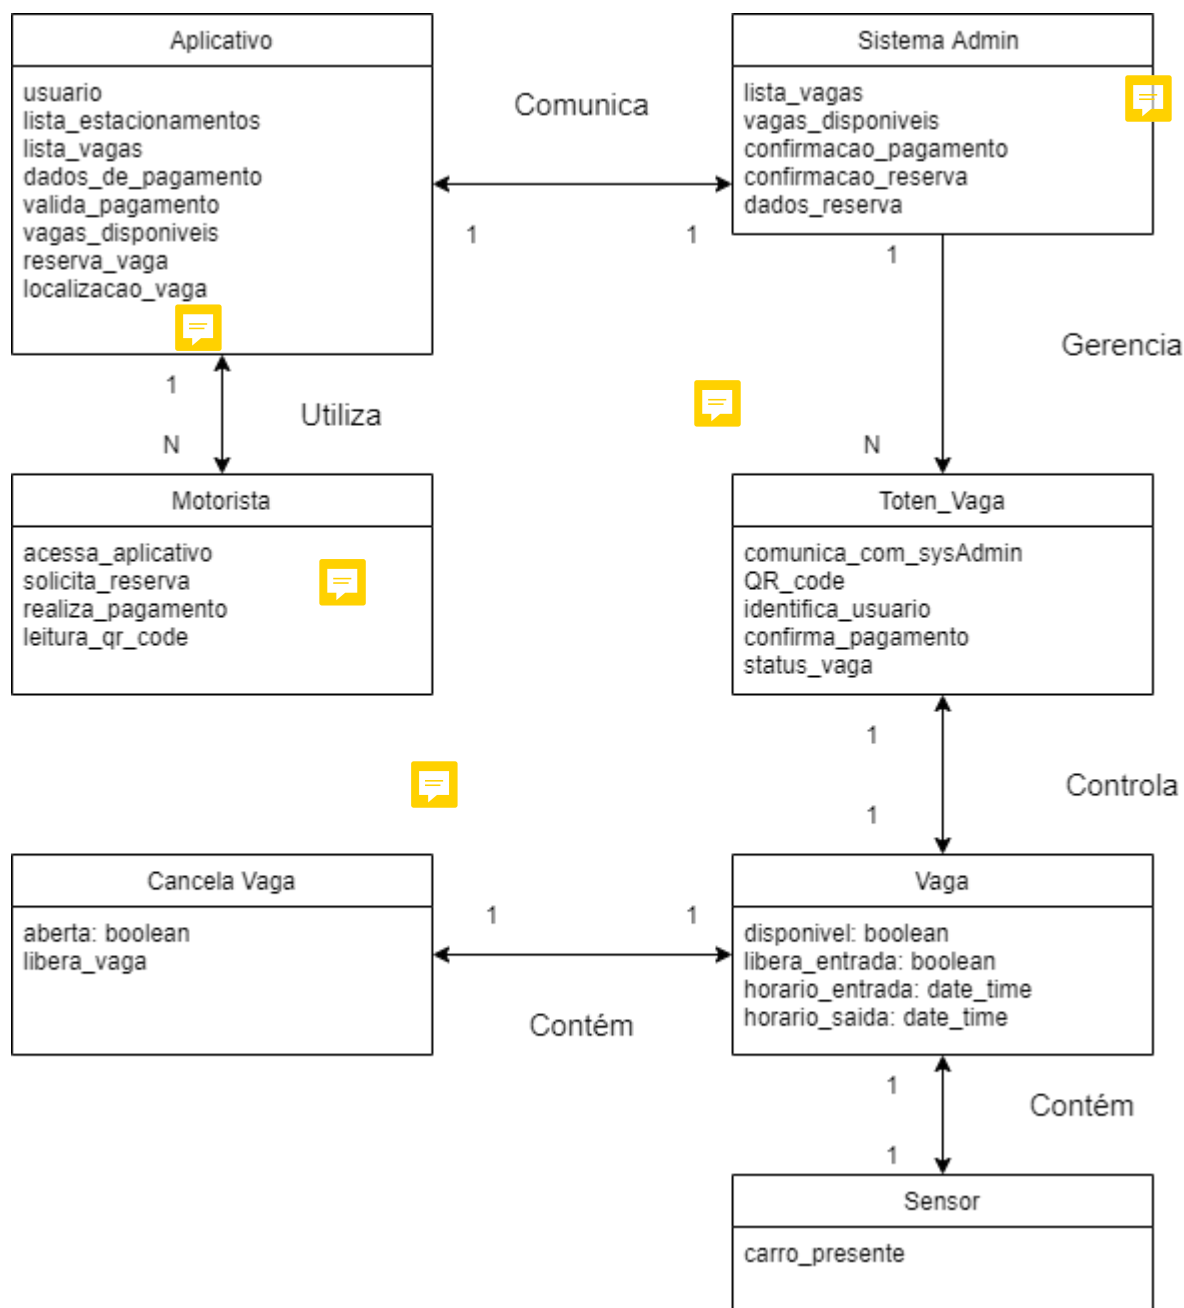 Aplicativo
usuario
lista_estacionamentos
lista_vagas
dados_de_pagamento
valida_pagamento
vagas_disponiveis
reserva_vaga
localizacao_vaga
Comunica
1
1
Sistema Admin
lista_vagas
vagas_disponiveis
confirmacao_pagamento
confirmacao_reserva
dados_reserva
1
Gerencia
N
1
Utiliza
N
Motorista
acessa_aplicativo
solicita_reserva
realiza_pagamento
leitura_qr_code
Toten_Vaga
comunica_com_sysAdmin
QR_code
identifica_usuario
confirma_pagamento
status_vaga
1
Controla
1
Cancela Vaga
aberta: boolean
libera_vaga
1
1
Contém
Vaga
disponivel: boolean
libera_entrada: boolean
horario_entrada: date_time
horario_saida: date_time
1
Contém
1
Sensor
carro_presente